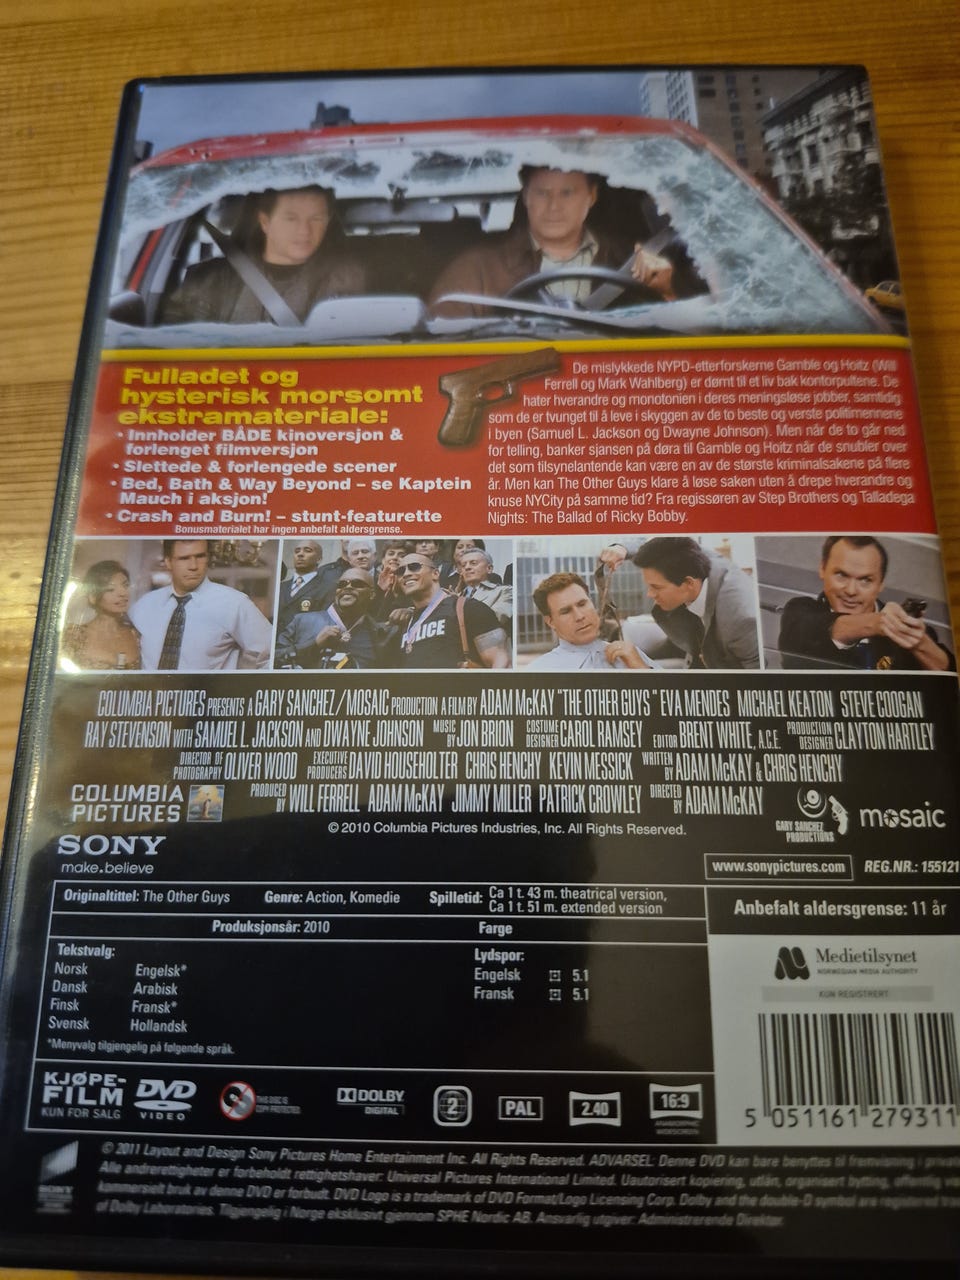 Fulladet og
hysterisk morsomt
ekstramateriale:
• Innholder BÅDE kinoversjon &
forlenget filmversjon
• Slettede & forlengede scener
• Bed, Bath & Way Beyond – se Kaptein
Mauch i aksjon!
• Crash and Burn! – stunt-featurette
Bonusmaterialet har ingen anbefalt aldersgrense.
De mislykkede NYPD-etterforskerne Gamble og Hoitz (Will
Ferrell og Mark Wahlberg) er dømt til et liv bak kontorpultene. De
hater hverandre og monotonien i deres meningsløse jobber, samtidig
som de er tvunget til å leve i skyggen av de to beste og verste politimennene
i byen (Samuel L. Jackson og Dwayne Johnson). Men når de to går ned
for telling, banker sjansen på døra til Gamble og Hoitz når de snubler over
det som tilsynelantende kan være en av de største kriminalsakene på flere
år. Men kan The Other Guys klare å løse saken uten å drepe hverandre og
knuse NYCity på samme tid? Fra regissøren av Step Brothers og Talladega
Nights: The Ballad of Ricky Bobby.
POLICE
COLUMBIA PICTURES PRESENTS A GARY SANCHEZ/MOSAIC PRODUCTION A FILM BY ADAM McKAY "THE OTHER GUYS" EVA MENDES MICHAEL KEATON STEVE COOGAN
RAY STEVENSON WITH SAMUEL L. JACKSON AND DWAYNE JOHNSON MUSIC BY JON BRION COSTUME DESIGNER CAROL RAMSEY EDITOR BRENT WHITE, A.C.E. PRODUCTION DESIGNER CLAYTON HARTLEY
DIRECTOR OF PHOTOGRAPHY OLIVER WOOD EXECUTIVE PRODUCERS DAVID HOUSEHOLTER CHRIS HENCHY KEVIN MESSICK WRITTEN BY ADAM McKAY & CHRIS HENCHY
PRODUCED BY WILL FERRELL ADAM McKAY JIMMY MILLER PATRICK CROWLEY DIRECTED BY ADAM McKAY
COLUMBIA
PICTURES
GARY SANCHEZ
PRODUCTIONS
mosaic
© 2010 Columbia Pictures Industries, Inc. All Rights Reserved.
SONY
make.believe
www.sonypictures.com
REG.NR.: 155121
Originaltittel: The Other Guys
Genre: Action, Komedie
Spilletid: Ca 1 t. 43 m. theatrical version,
Ca 1 t. 51 m. extended version
Anbefalt aldersgrense: 11 år
Produksjonsår: 2010
Farge
Tekstvalg:
Norsk Engelsk*
Dansk Arabisk
Finsk Fransk*
Svensk Hollandsk
*Menyvalg tilgjengelig på følgende språk.
Lydspor:
Engelsk 5.1
Fransk 5.1
Medietilsynet
NORWEGIAN MEDIA AUTHORITY
KUN REGISTRERT
5 051161 279311
KJØPE-
FILM
KUN FOR SALG
DVD
VIDEO
THIS DISC IS
COPY PROTECTED
DOLBY
DIGITAL
2
PAL
2.40
16:9
ANAMORPHIC
WIDESCREEN
SONY
© 2011 Layout and Design Sony Pictures Home Entertainment Inc. All Rights Reserved. ADVARSEL: Denne DVD kan bare benyttes til fremvisning i
Alle andrerettigheter er forbeholdt rettighetshaver: Universal Pictures International Limited. Uautorisert kopiering, utlån, organisert bytting, offentlig
kommersielt bruk av denne DVD er forbudt. DVD Logo is a trademark of DVD Format/Logo Licensing Corp. Dolby and the double-D symbol are registered
of Dolby Laboratories. Tilgjengelig i Norge eksklusivt gjennom SPHE Nordic AB. Ansvarlig utgiver: Administrerende Direktør.